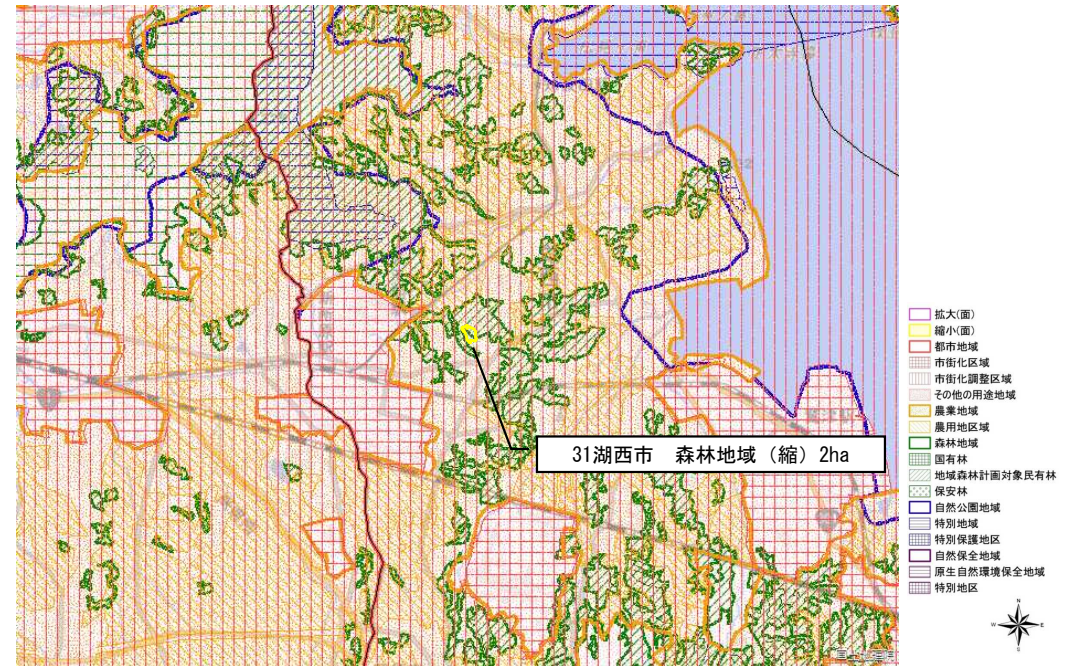 31湖西市　森林地域（縮）2ha
拡大(面)
縮小(面)
都市地域
市街化区域
市街化調整区域
その他の用途地域
農業地域
農用地区域
森林地域
国有林
地域森林計画対象民有林
保安林
自然公園地域
特別地域
特別保護地区
自然保全地域
原生自然環境保全地域
特別地区
N
W E
S